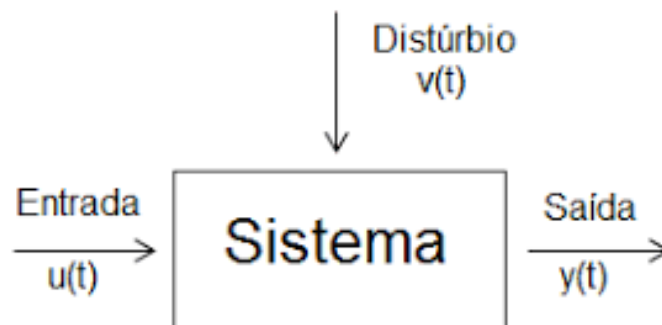 Distúrbio
v(t)
Entrada
u(t)
Sistema
Saída
y(t)